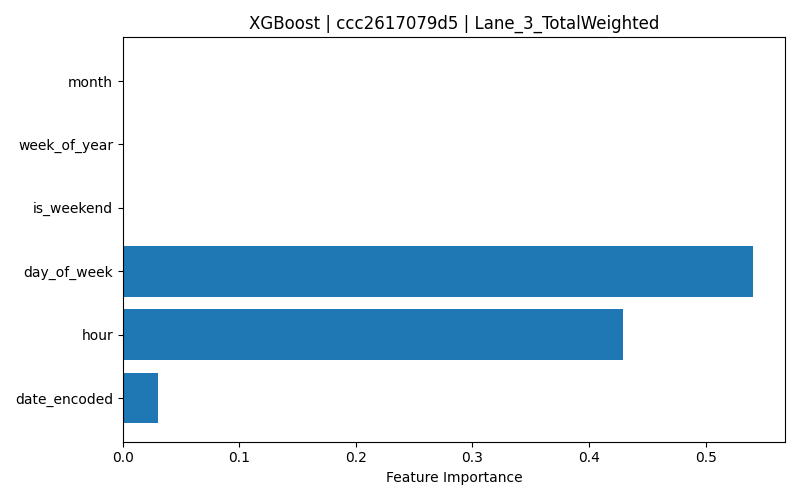 XGBoost | ccc2617079d5 | Lane_3_TotalWeighted
month
week_of_year
is_weekend
day_of_week
hour
date_encoded
0.0 0.1 0.2 0.3 0.4 0.5
Feature Importance